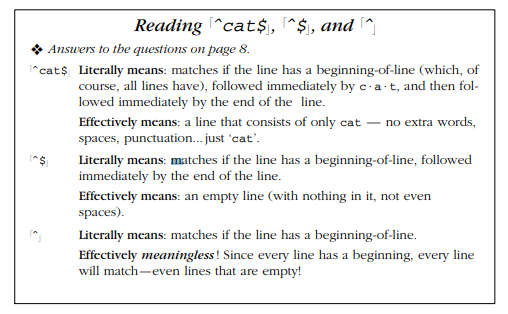 Reading ⌈^cat$⌋, ⌈^$⌋, and ⌈^⌋
❖ Answers to the questions on page 8.
⌈^cat$⌋ Literally means: matches if the line has a beginning-of-line (which, of
course, all lines have), followed immediately by c·a·t, and then fol-
lowed immediately by the end of the line.
Effectively means: a line that consists of only cat — no extra words,
spaces, punctuation... just ‘cat’.
⌈^$⌋ Literally means: matches if the line has a beginning-of-line, followed
immediately by the end of the line.
Effectively means: an empty line (with nothing in it, not even
spaces).
⌈^⌋ Literally means: matches if the line has a beginning-of-line.
Effectively meaningless! Since every line has a beginning, every line
will match—even lines that are empty!